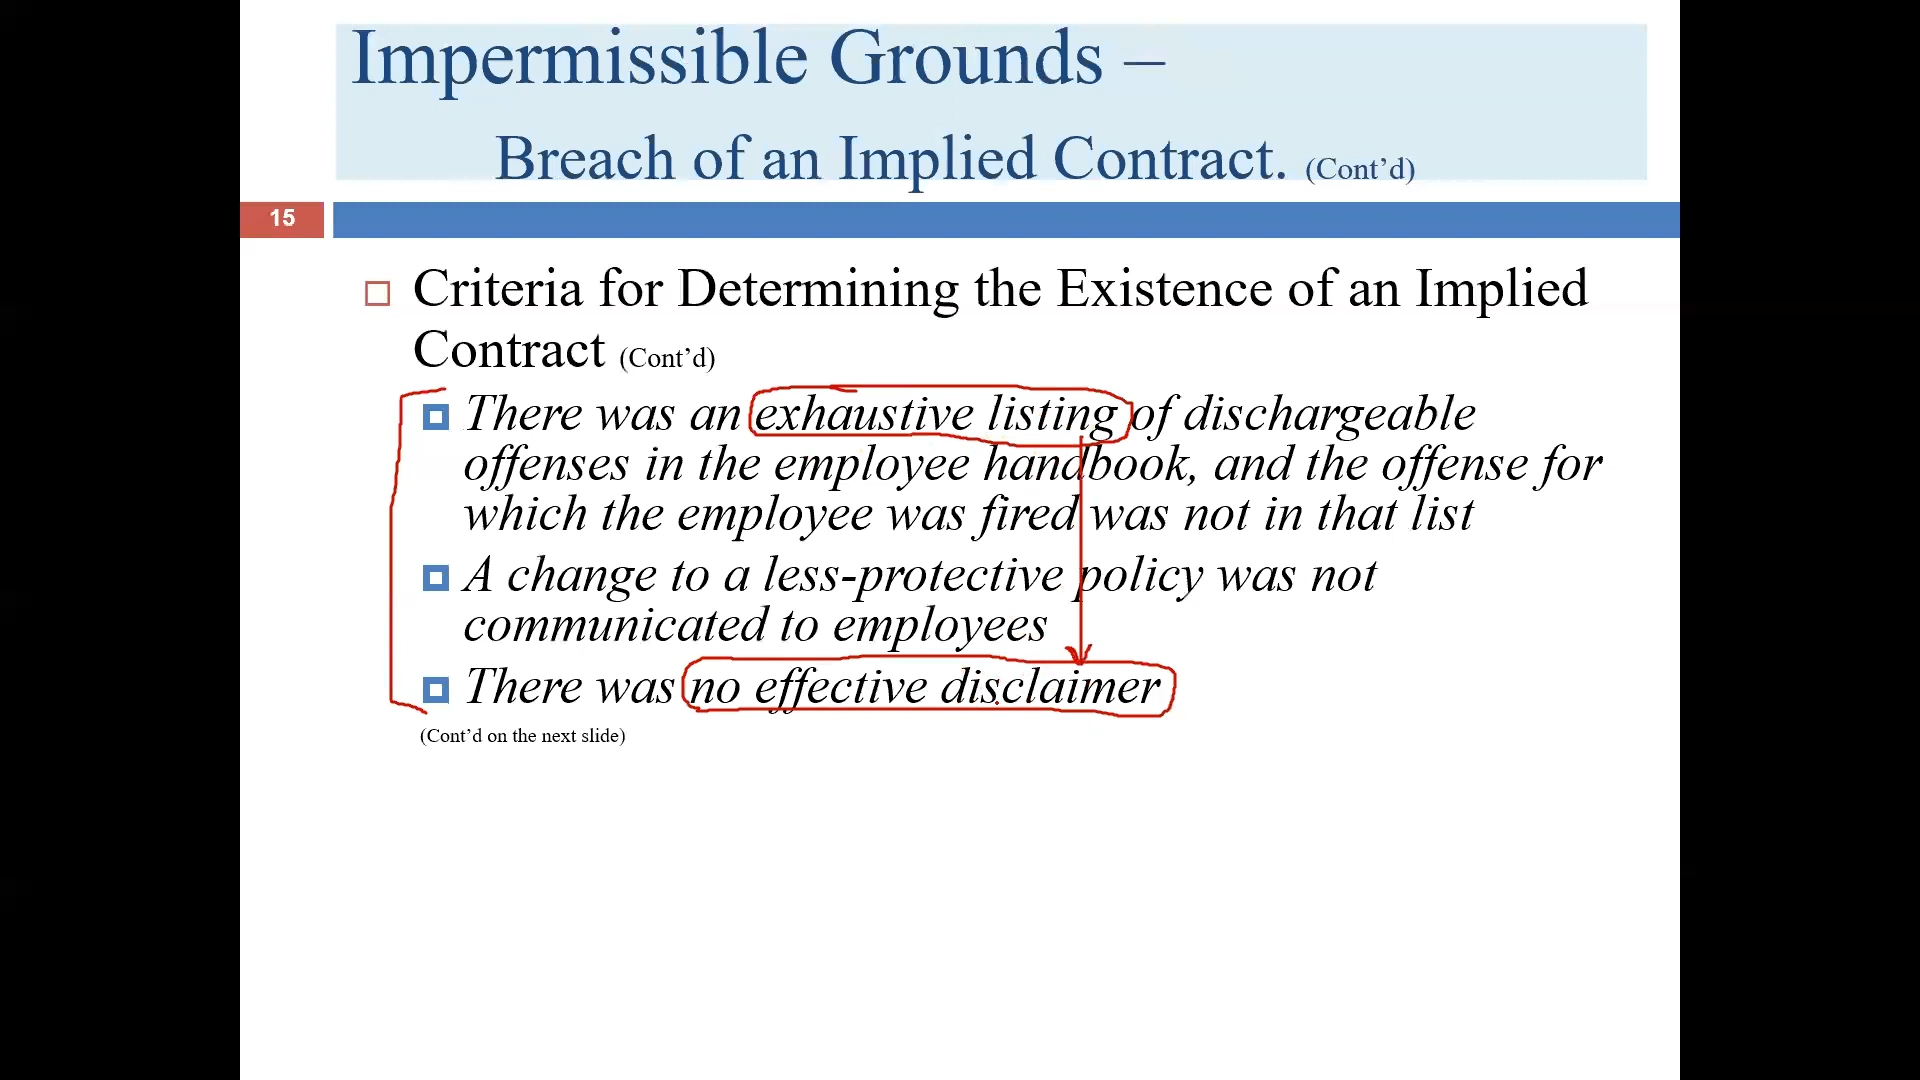 Impermissible Grounds –
Breach of an Implied Contract. (Cont’d)
15
Criteria for Determining the Existence of an Implied
Contract (Cont’d)
There was an exhaustive listing of dischargeable
offenses in the employee handbook, and the offense for
which the employee was fired was not in that list
A change to a less-protective policy was not
communicated to employees
There was no effective disclaimer
(Cont’d on the next slide)